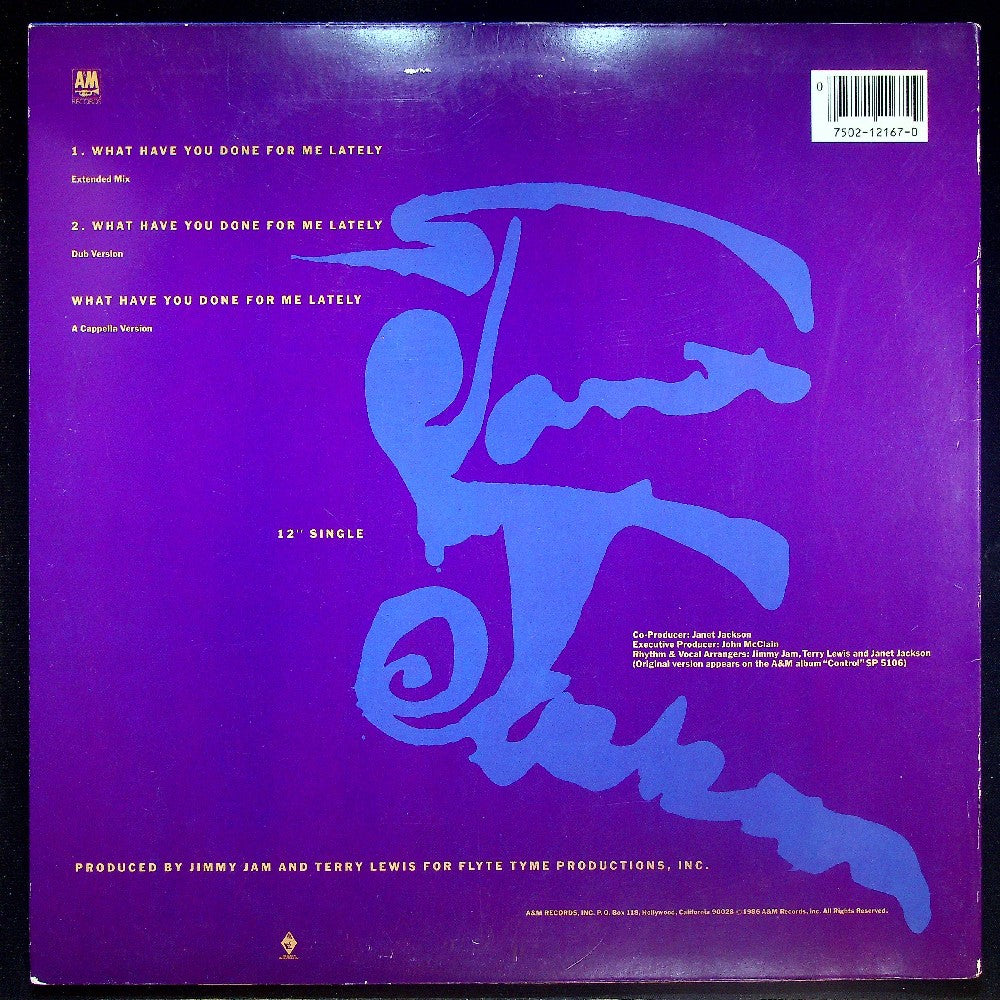 A&M
RECORDS
0
7502-12167-0
1. WHAT HAVE YOU DONE FOR ME LATELY
Extended Mix
2. WHAT HAVE YOU DONE FOR ME LATELY
Dub Version
WHAT HAVE YOU DONE FOR ME LATELY
A Cappella Version
Janet
Jackson
12" SINGLE
Co-Producer: Janet Jackson
Executive Producer: John McClain
Rhythm & Vocal Arrangers: Jimmy Jam, Terry Lewis and Janet Jackson
(Original version appears on the A&M album "Control" SP 5106)
PRODUCED BY JIMMY JAM AND TERRY LEWIS FOR FLYTE TYME PRODUCTIONS, INC.
A&M RECORDS, INC. P.O. Box 118, Hollywood, California 90028 © 1986 A&M Records, Inc. All Rights Reserved.